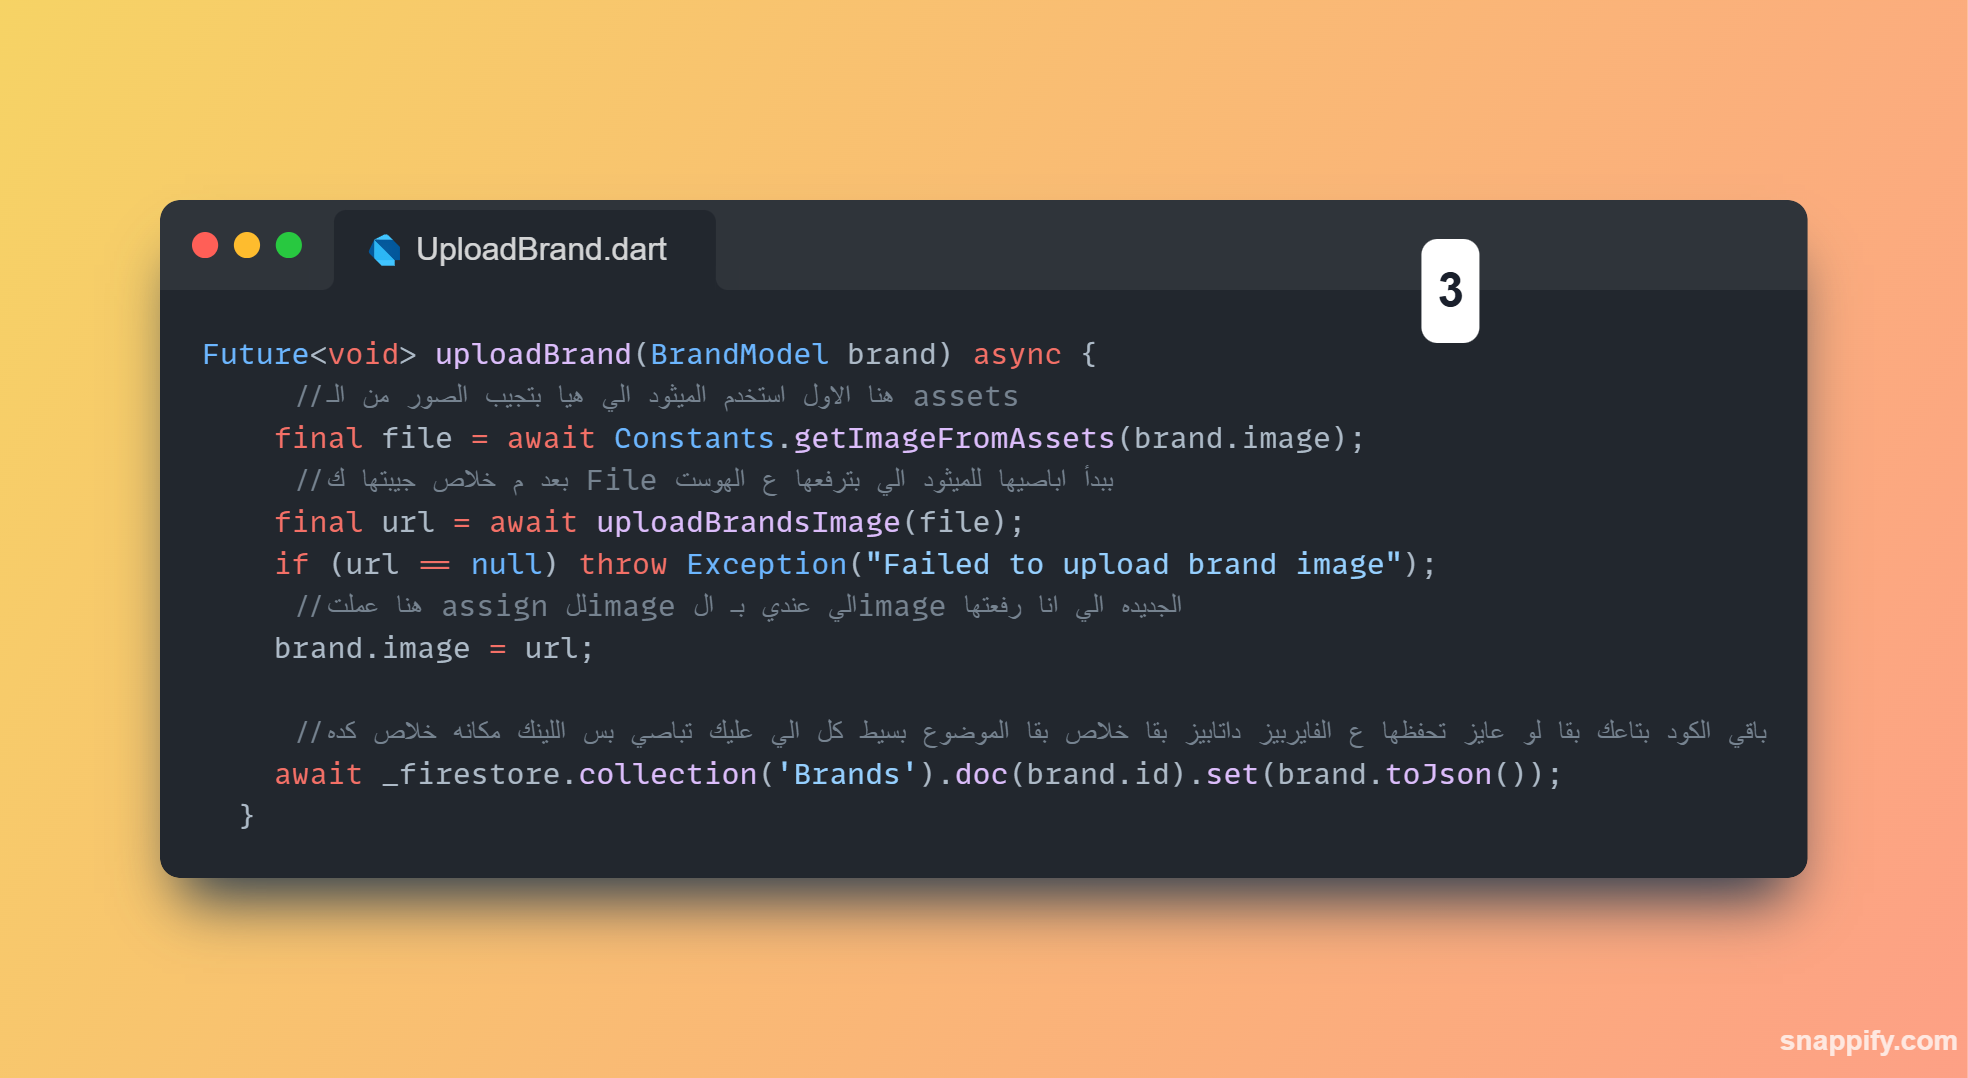 UploadBrand.dart
3
Future<void> uploadBrand(BrandModel brand) async {
//هنا الاول استخدم الميثود الي هيا بتجيب الصور من الـ assets
final file = await Constants.getImageFromAssets(brand.image);
//بعد م خلاص جيبتها ك File ببدأ اباصيها للميثود الي بترفعها ع الهوست
final url = await uploadBrandsImage(file);
if (url == null) throw Exception("Failed to upload brand image");
//هنا عملت assign للimage الي عندي بـ الimage الجديده الي انا رفعتها
brand.image = url;
//باقي الكود بتاعك بقا لو عايز تحفظها ع الفايربيز داتابيز بقا خلاص بقا الموضوع بسيط كل الي عليك تباصي بس اللينك مكانه خلاص كده
await _firestore.collection('Brands').doc(brand.id).set(brand.toJson());
}
snappify.com